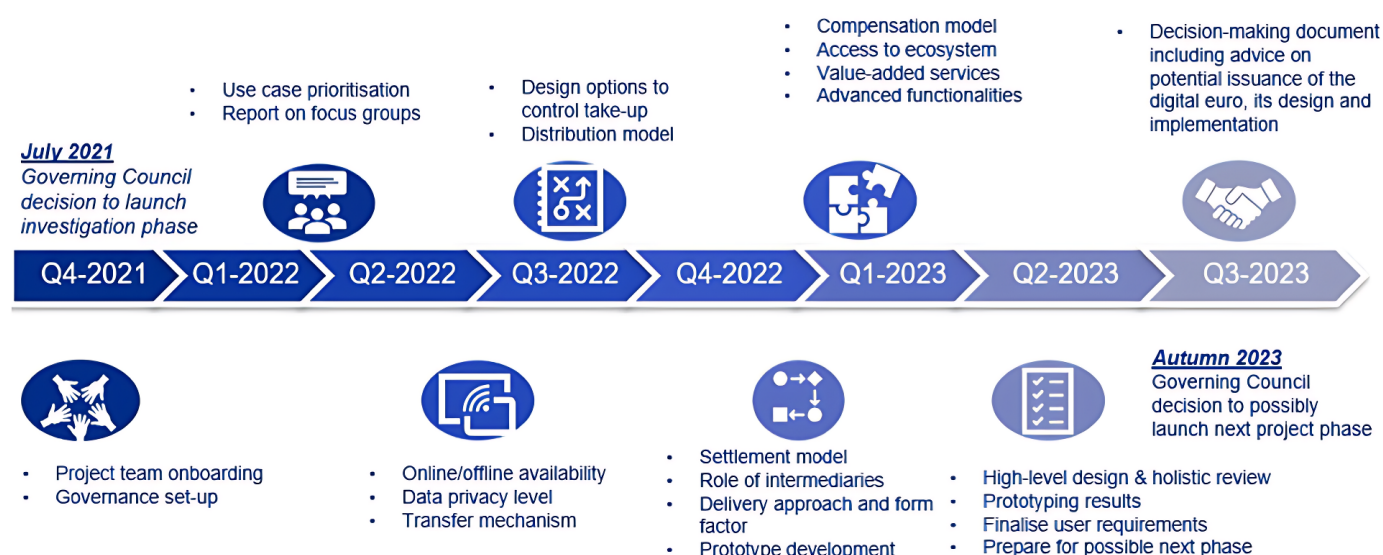 • Compensation model
• Access to ecosystem
• Value-added services
• Advanced functionalities
• Decision-making document
including advice on
potential issuance of the
digital euro, its design and
implementation
• Use case prioritisation
• Report on focus groups
• Design options to
control take-up
• Distribution model
July 2021
Governing Council
decision to launch
investigation phase
Q4-2021
Q1-2022
Q2-2022
Q3-2022
Q4-2022
Q1-2023
Q2-2023
Q3-2023
Autumn 2023
Governing Council
decision to possibly
launch next project phase
• Project team onboarding
• Governance set-up
• Online/offline availability
• Data privacy level
• Transfer mechanism
• Settlement model
• Role of intermediaries
• Delivery approach and form
factor
• Prototype development
• High-level design & holistic review
• Prototyping results
• Finalise user requirements
• Prepare for possible next phase